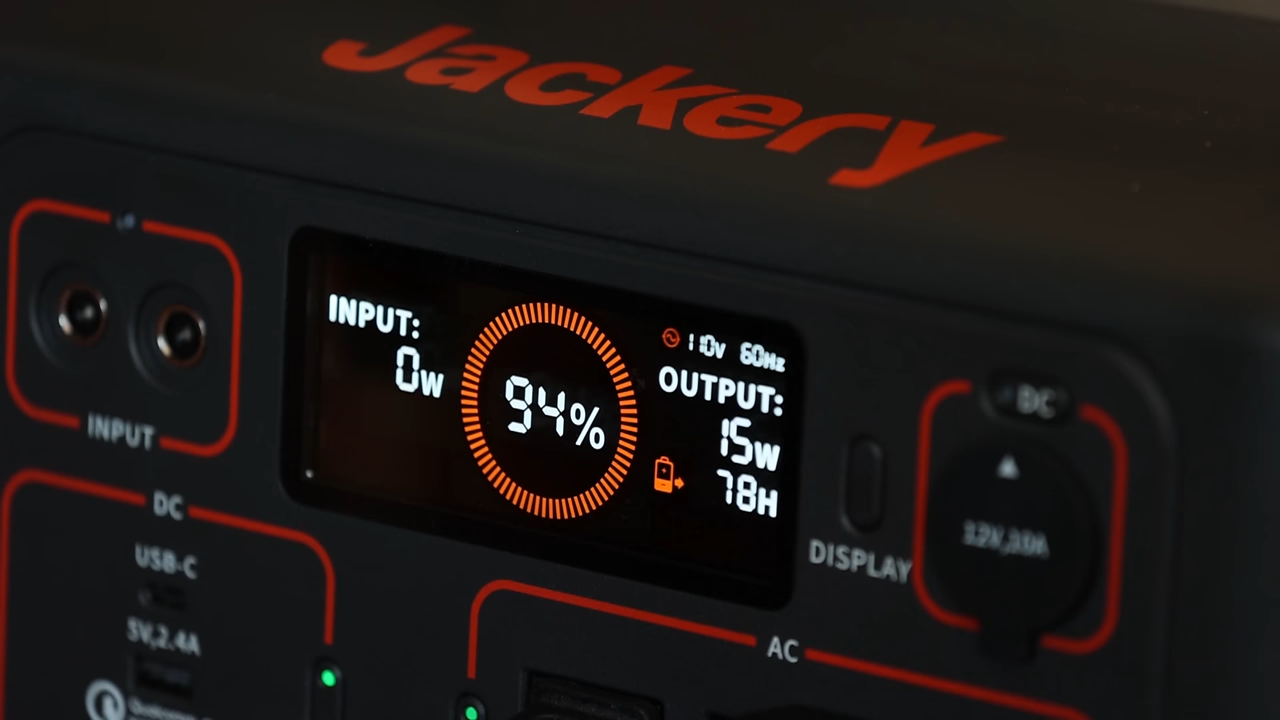 Jackery
INPUT
INPUT:
0W
94%
110V 60Hz
OUTPUT:
15W
78H
DISPLAY
DC
12V,10A
DC
USB-C
5V,2.4A
AC